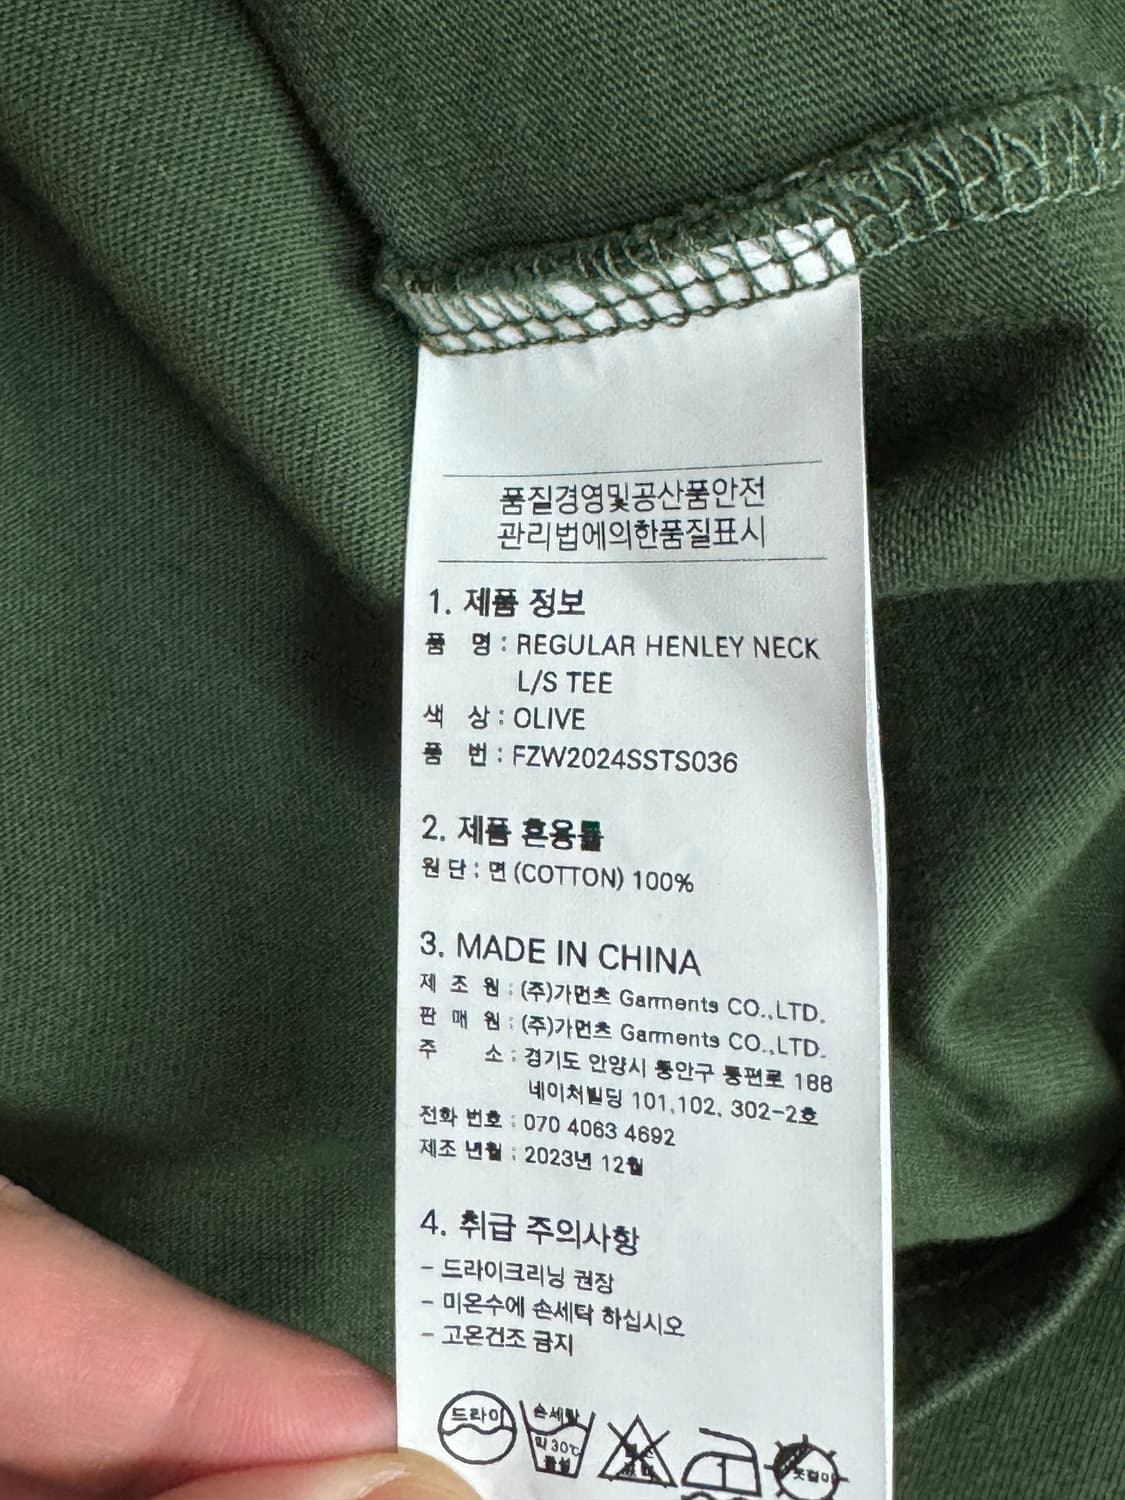 품질경영및공산품안전
관리법에의한품질표시
1. 제품 정보
품 명 : REGULAR HENLEY NECK
L/S TEE
색 상 : OLIVE
품 번 : FZW2024SSTS036
2. 제품 혼용률
원 단 : 면 (COTTON) 100%
3. MADE IN CHINA
제 조 원 : (주)가먼츠 Garments CO.,LTD.
판 매 원 : (주)가먼츠 Garments CO.,LTD.
주 소 : 경기도 안양시 동안구 동편로 188
네이처빌딩 101,102, 302-2호
전화 번호 : 070 4063 4692
제조 년월 : 2023년 12월
4. 취급 주의사항
- 드라이크리닝 권장
- 미온수에 손세탁 하십시오
- 고온건조 금지
드라이
손세탁
약 30℃
중성
1
옷걸이